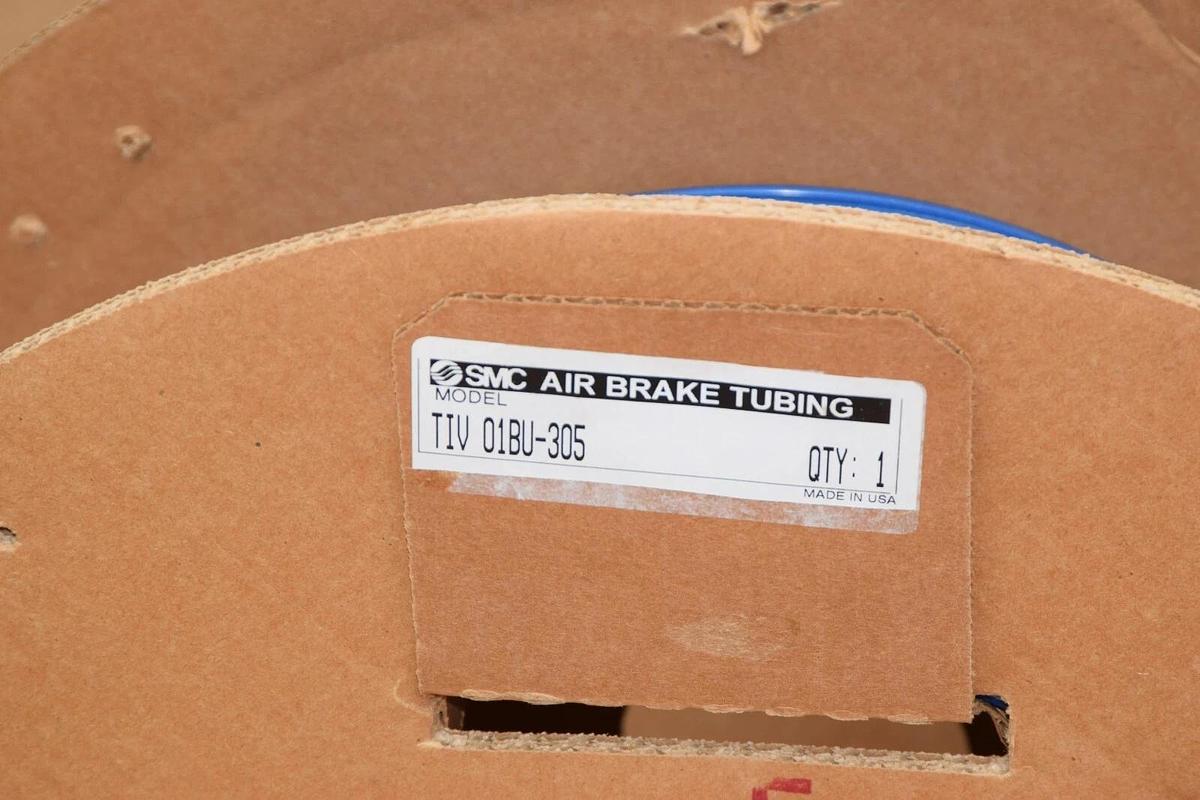 SMC AIR BRAKE TUBING
MODEL
TIV 01BU-305
QTY: 1
MADE IN USA